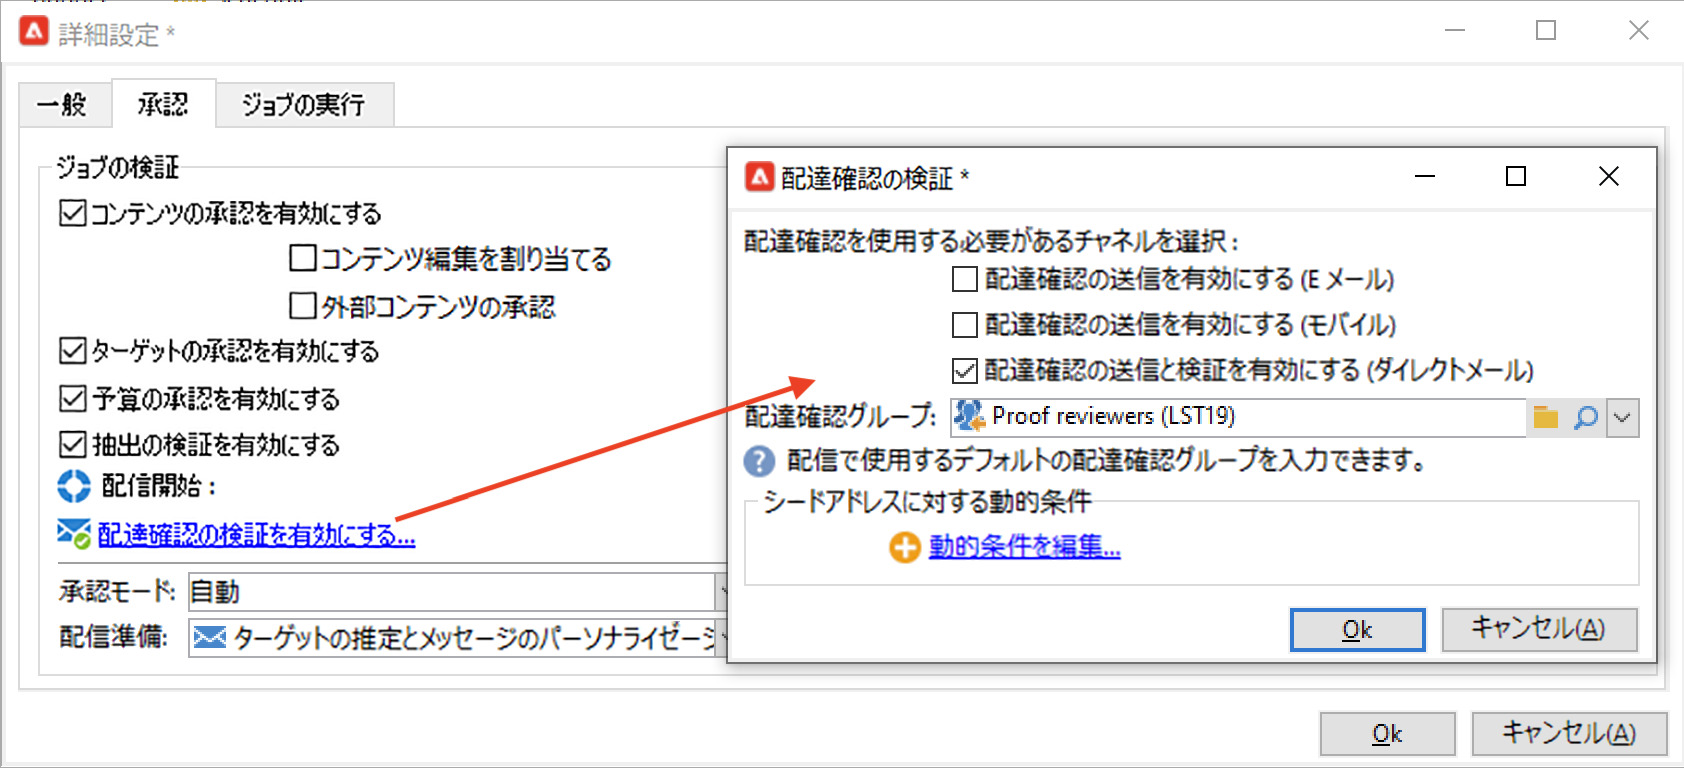 詳細設定 *
一般
承認
ジョブの実行
ジョブの検証
コンテンツの承認を有効にする
コンテンツ編集を割り当てる
外部コンテンツの承認
ターゲットの承認を有効にする
予算の承認を有効にする
抽出の検証を有効にする
配信開始 :
配達確認の検証を有効にする...
承認モード: 自動
配信準備: ターゲットの推定とメッセージのパーソナライゼーシ
配達確認の検証 *
配達確認を使用する必要があるチャネルを選択 :
配達確認の送信を有効にする (E メール)
配達確認の送信を有効にする (モバイル)
配達確認の送信と検証を有効にする (ダイレクトメール)
配達確認グループ: Proof reviewers (LST19)
配信で使用するデフォルトの配達確認グループを入力できます。
シードアドレスに対する動的条件
動的条件を編集...
Ok
キャンセル(A)
Ok
キャンセル(A)